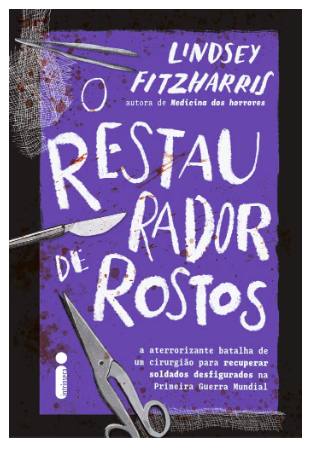 LINDSEY
FITZHARRIS
autora de Medicina dos horrores
O
RESTAU
RADOR
DE
ROSTOS
a aterrorizante batalha de
um cirurgião para recuperar
soldados desfigurados na
Primeira Guerra Mundial
intrínseca